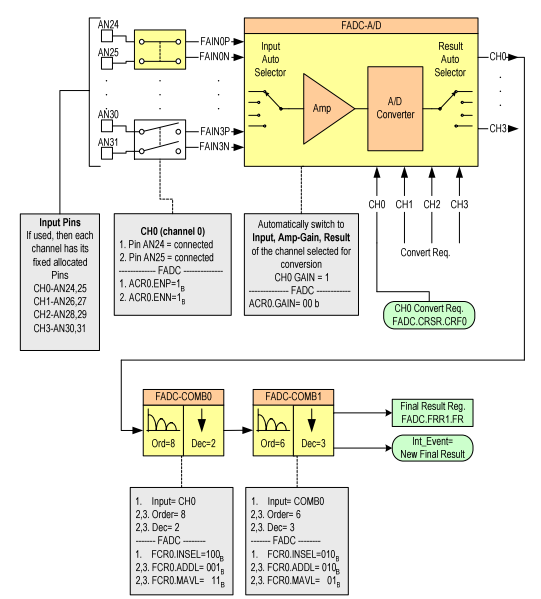 AN24
AN25
AN30
AN31
FAIN0P
FAIN0N
FAIN3P
FAIN3N
FADC-A/D
Input
Auto
Selector
Amp
A/D
Converter
Result
Auto
Selector
CH0
CH3
CH0
CH1
CH2
CH3
Convert Req.
Input Pins
If used, then each
channel has its
fixed allocated
Pins
CH0-AN24,25
CH1-AN26,27
CH2-AN28,29
CH3-AN30,31
CH0 (channel 0)
1. Pin AN24 = connected
2. Pin AN25 = connected
------------- FADC -------------
1. ACR0.ENP=1B
2. ACR0.ENN=1B
Automatically switch to
Input, Amp-Gain, Result
of the channel selected for
conversion
CH0 GAIN = 1
------------- FADC -------------
ACR0.GAIN= 00 b
CH0 Convert Req.
FADC.CRSR.CRF0
FADC-COMB0
Ord=8
Dec=2
FADC-COMB1
Ord=6
Dec=3
Final Result Reg.
FADC.FRR1.FR
Int_Event=
New Final Result
1. Input= CH0
2,3. Order= 8
2,3. Dec= 2
------- FADC --------
1. FCR0.INSEL=100B
2,3. FCR0.ADDL= 001B
2,3. FCR0.MAVL= 11B
1. Input= COMB0
2,3. Order= 6
2,3. Dec= 3
------- FADC --------
1. FCR0.INSEL=010B
2,3. FCR0.ADDL= 010B
2,3. FCR0.MAVL= 01B